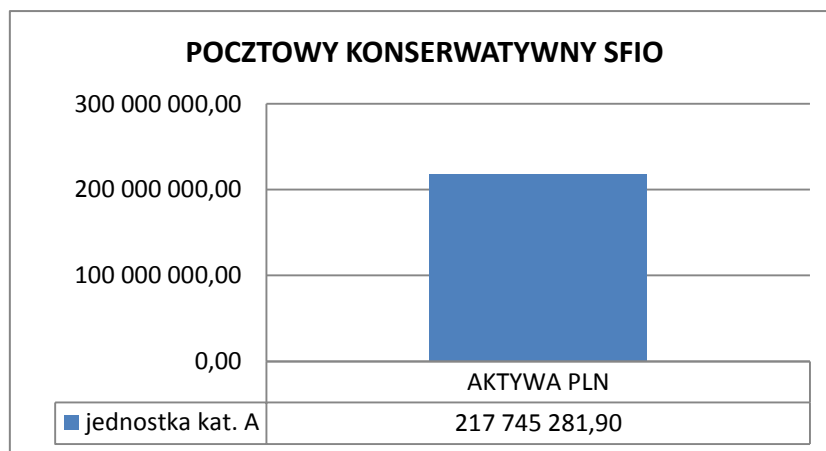 POCZTOWY KONSERWATYWNY SFIO
300 000 000,00
200 000 000,00
100 000 000,00
0,00
AKTYWA PLN
jednostka kat. A 217 745 281,90